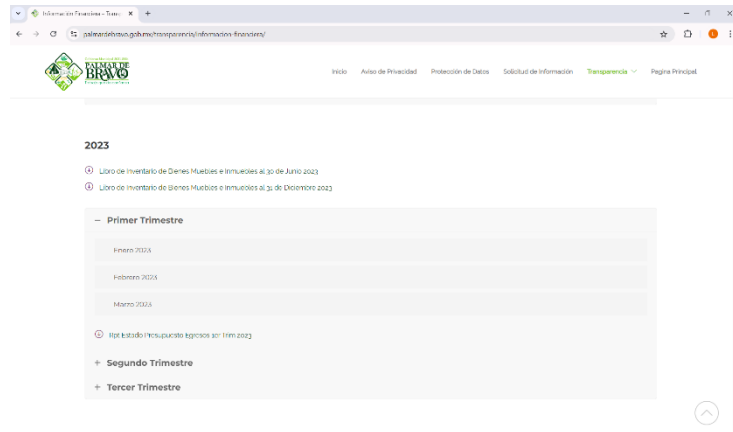 Información Financiera - Trans
palmardebravo.gob.mx/transparencia/informacion-financiera/
PALMAR DE
BRAVO
Inicio Aviso de Privacidad Protección de Datos Solicitud de Información Transparencia Pagina Principal
2023
Libro de Inventario de Bienes Muebles e Inmuebles al 30 de Junio 2023
Libro de Inventario de Bienes Muebles e Inmuebles al 31 de Diciembre 2023
− Primer Trimestre
Enero 2023
Febrero 2023
Marzo 2023
Rpt Estado Presupuesto Egresos 1er Trim 2023
+ Segundo Trimestre
+ Tercer Trimestre